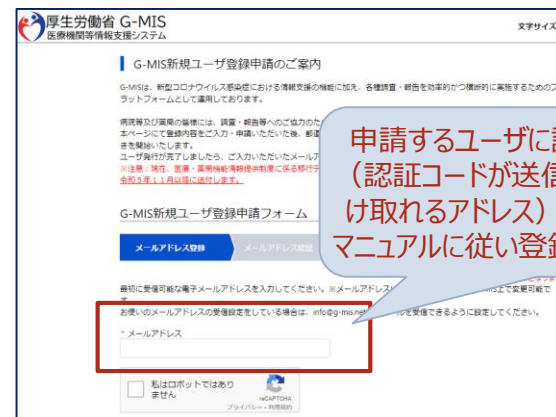 厚生労働省 G-MIS
医療機関等情報支援システム
文字サイズ
G-MIS新規ユーザ登録申請のご案内
G-MISは、新型コロナウイルス感染症における情報支援の機能に加え、各種調査・報告を効率的かつ横断的に実施するためのプ
ラットフォームとして運用しております。
病院等及び薬局の皆様には、調査・報告等へのご協力のた
本ページにて登録内容をご入力・申請いただいた後、都道
きを開始いたします。
ユーザ発行が完了しましたら、ご入力いただいたメールア
※注意：現在、医療・薬局機能情報提供制度に係る移行デ
令和5年11月以降に送付します。
申請するユーザに
（認証コードが送信
け取れるアドレス）
マニュアルに従い登録
G-MIS新規ユーザ登録申請フォーム
メールアドレス登録
メールアドレス認証
最初に受信可能な電子メールアドレスを入力してください。※メールアドレス
MIS上で変更可能で
す。
お使いのメールアドレスの受信設定をしている場合は、info@g-mis.net
ルを受信できるように設定してください。
* メールアドレス
私はロボットではあり
ません
reCAPTCHA
プライバシー - 利用規約